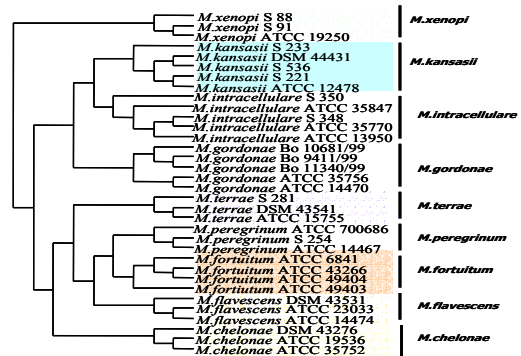 M.xenopi S 88
M.xenopi S 91
M.xenopi ATCC 19250
M.xenopi
M.kansasii S 233
M.kansasii DSM 44431
M.kansasii S 536
M.kansasii S 221
M.kansasii ATCC 12478
M.kansasii
M.intracellulare S 350
M.intracellulare ATCC 35847
M.intracellulare S 348
M.intracellulare ATCC 35770
M.intracellulare ATCC 13950
M.intracellulare
M.gordonae Bo 10681/99
M.gordonae Bo 9411/99
M.gordonae Bo 11340/99
M.gordonae ATCC 35756
M.gordonae ATCC 14470
M.gordonae
M.terrae S 281
M.terrae DSM 43541
M.terrae ATCC 15755
M.terrae
M.peregrinum ATCC 700686
M.peregrinum S 254
M.peregrinum ATCC 14467
M.peregrinum
M.fortuitum ATCC 6841
M.fortuitum ATCC 43266
M.fortuitum ATCC 49404
M.fortiutum ATCC 49403
M.fortuitum
M.flavescens DSM 43531
M.flavescens ATCC 23033
M.flavescens ATCC 14474
M.flavescens
M.chelonae DSM 43276
M.chelonae ATCC 19536
M.chelonae ATCC 35752
M.chelonae